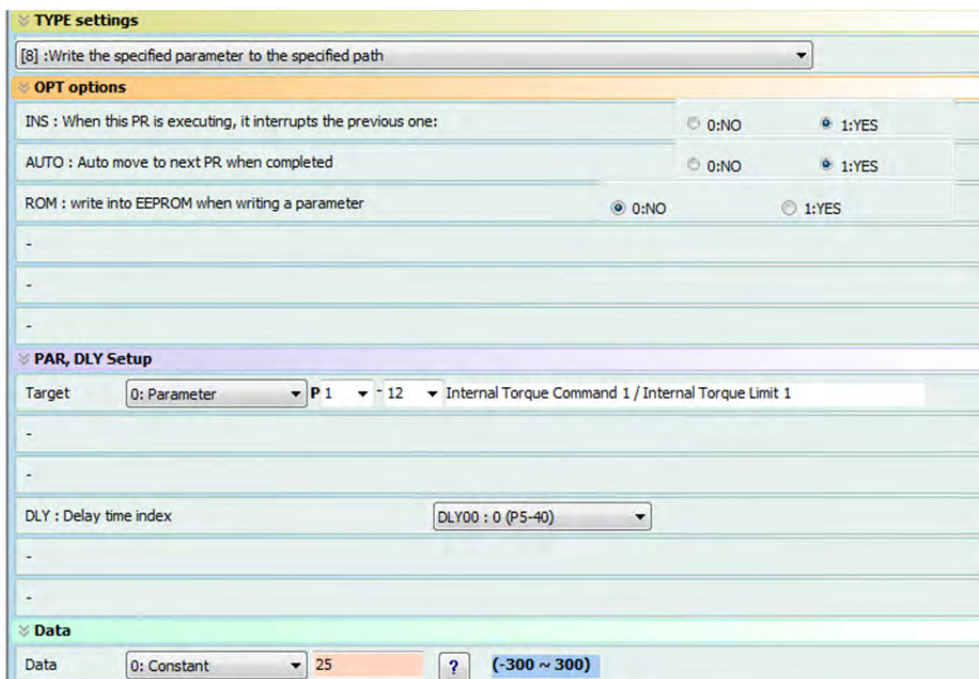 TYPE settings
[8] :Write the specified parameter to the specified path
OPT options
INS : When this PR is executing, it interrupts the previous one: 0:NO 1:YES
AUTO : Auto move to next PR when completed 0:NO 1:YES
ROM : write into EEPROM when writing a parameter 0:NO 1:YES
-
-
-
PAR, DLY Setup
Target 0: Parameter P 1 - 12 Internal Torque Command 1 / Internal Torque Limit 1
-
-
DLY : Delay time index DLY00 : 0 (P5-40)
-
-
Data
Data 0: Constant 25 ? (-300 ~ 300)